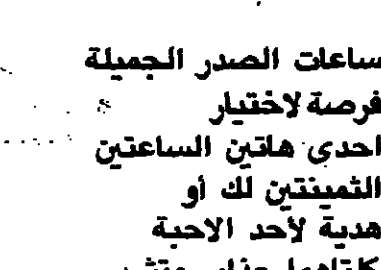 ساعات الصدر الجميلة
فرصة لاختيار
احدى هاتين الساعتين
الثمينتين لك أو
هدية لأحد الاحبة